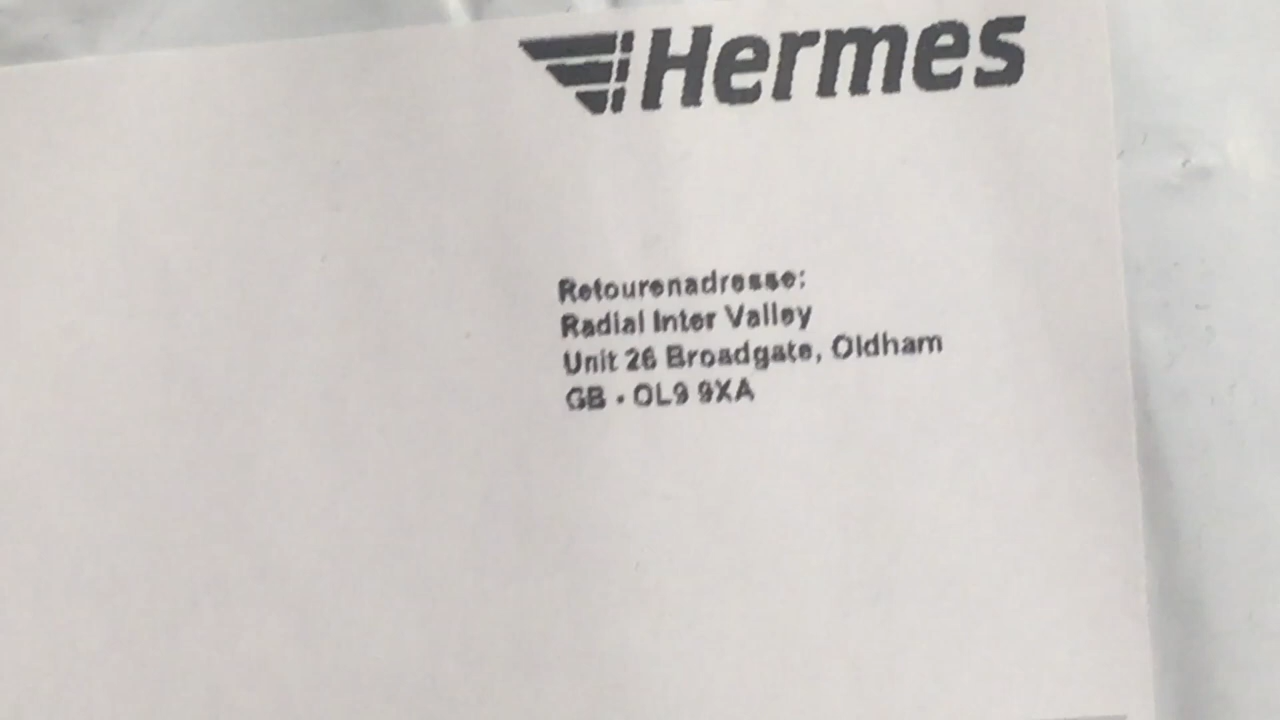 Hermes
Retourenadresse:
Radial Inter Valley
Unit 26 Broadgate, Oldham
GB - OL9 9XA